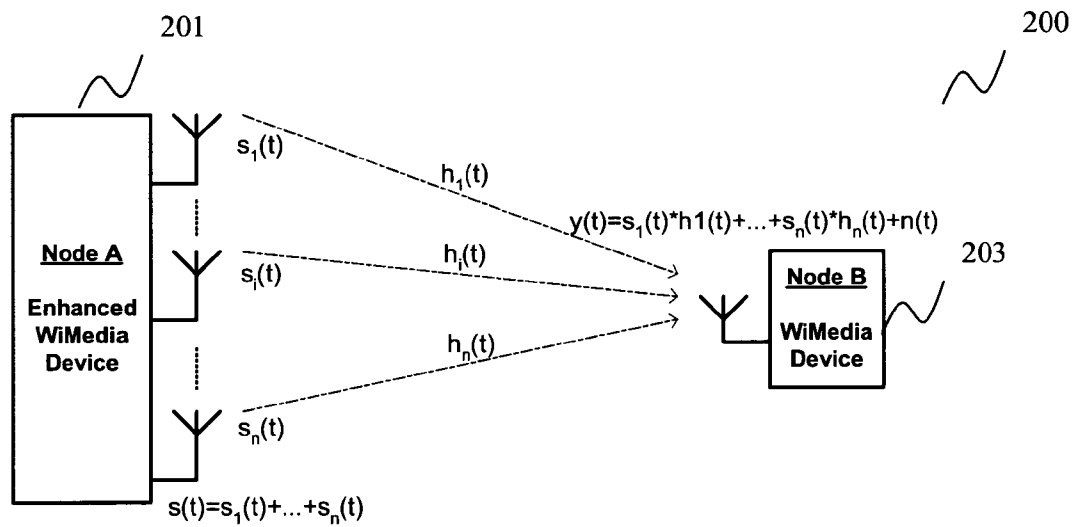 201
200
s₁(t)
h₁(t)
y(t)=s₁(t)*h1(t)+...+sₙ(t)*hₙ(t)+n(t)
Node A
Enhanced
WiMedia
Device
sᵢ(t)
hᵢ(t)
203
Node B
WiMedia
Device
hₙ(t)
sₙ(t)
s(t)=s₁(t)+...+sₙ(t)